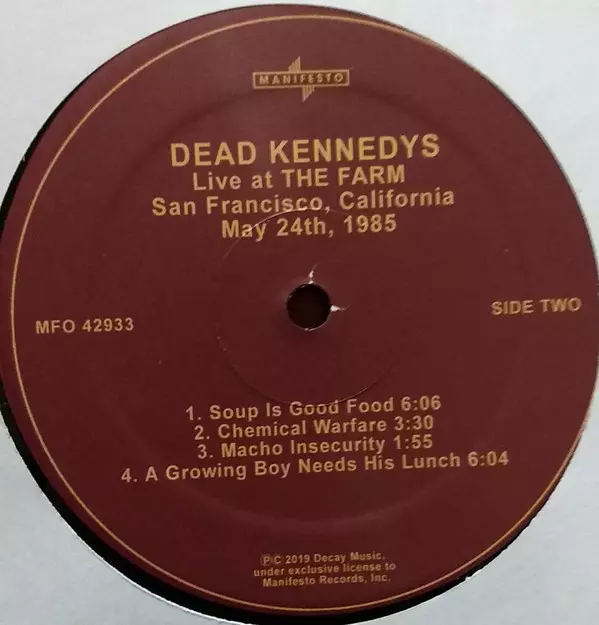 MANIFESTO
DEAD KENNEDYS
Live at THE FARM
San Francisco, California
May 24th, 1985
MFO 42933
SIDE TWO
1. Soup Is Good Food 6:06
2. Chemical Warfare 3:30
3. Macho Insecurity 1:55
4. A Growing Boy Needs His Lunch 6:04
ⓅⒸ 2019 Decay Music,
under exclusive license to
Manifesto Records, Inc.